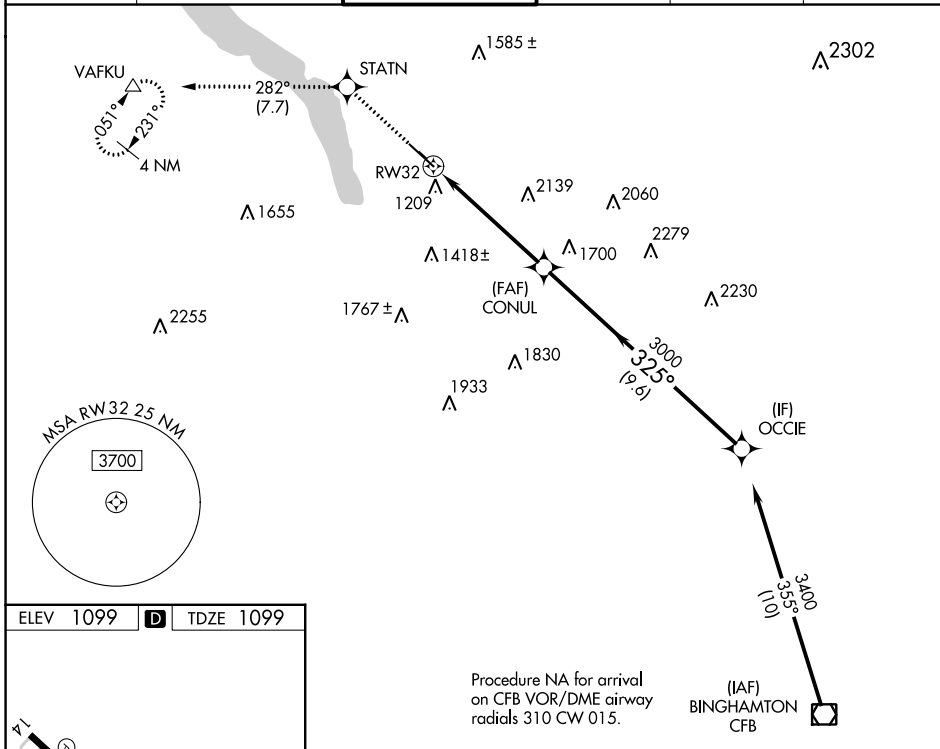 1585 ±
2302
VAFKU
STATN
282°
(7.7)
051°
231°
4 NM
RW32
1209
2139
2060
1655
1418±
1700
2279
(FAF)
CONUL
2230
1767 ±
2255
3000
325°
(9.6)
1830
1933
(IF)
OCCIE
MSA RW32 25 NM
3700
3400
355°
(10)
ELEV 1099 D TDZE 1099
Procedure NA for arrival
on CFB VOR/DME airway
radials 310 CW 015.
(IAF)
BINGHAMTON
CFB
14